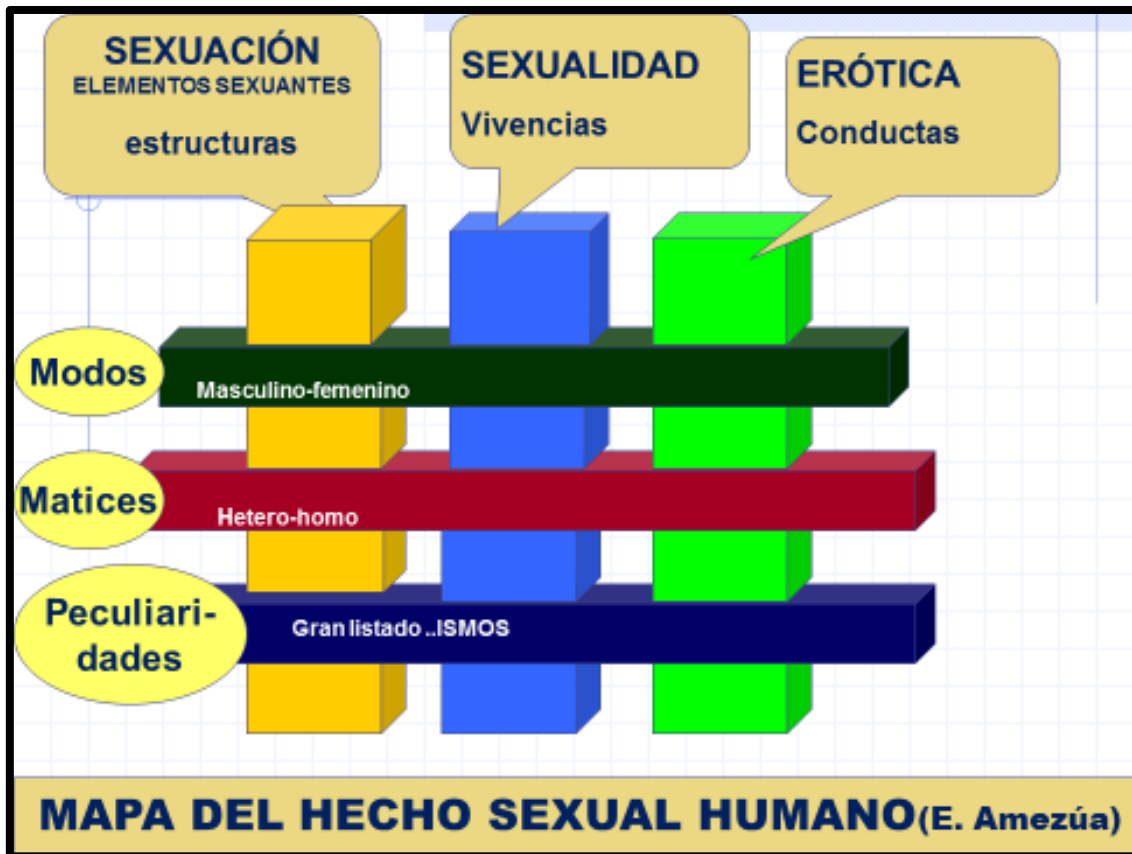 SEXUACIÓN
ELEMENTOS SEXUANTES
estructuras
SEXUALIDAD
Vivencias
ERÓTICA
Conductas
Modos
Masculino-femenino
Matices
Hetero-homo
Peculiari-
dades
Gran listado ..ISMOS
MAPA DEL HECHO SEXUAL HUMANO(E. Amezúa)